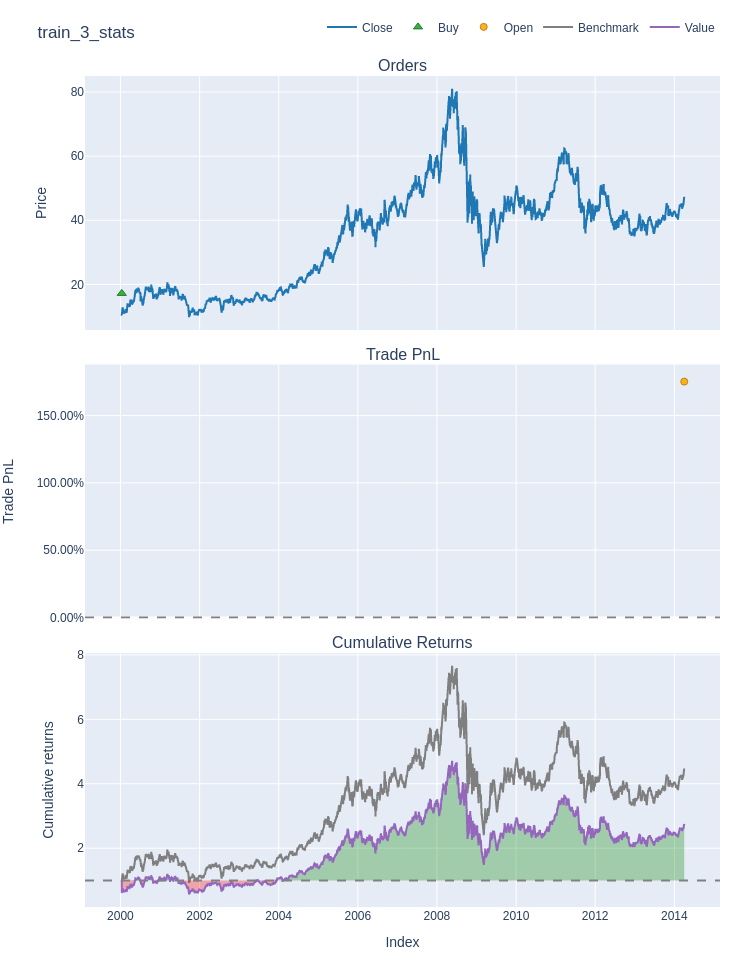 train_3_stats
Close Buy Open Benchmark Value
Orders
80
60
40
20
Price
Trade PnL
150.00%
100.00%
50.00%
0.00%
Trade PnL
Cumulative Returns
8
6
4
2
Cumulative returns
2000 2002 2004 2006 2008 2010 2012 2014
Index